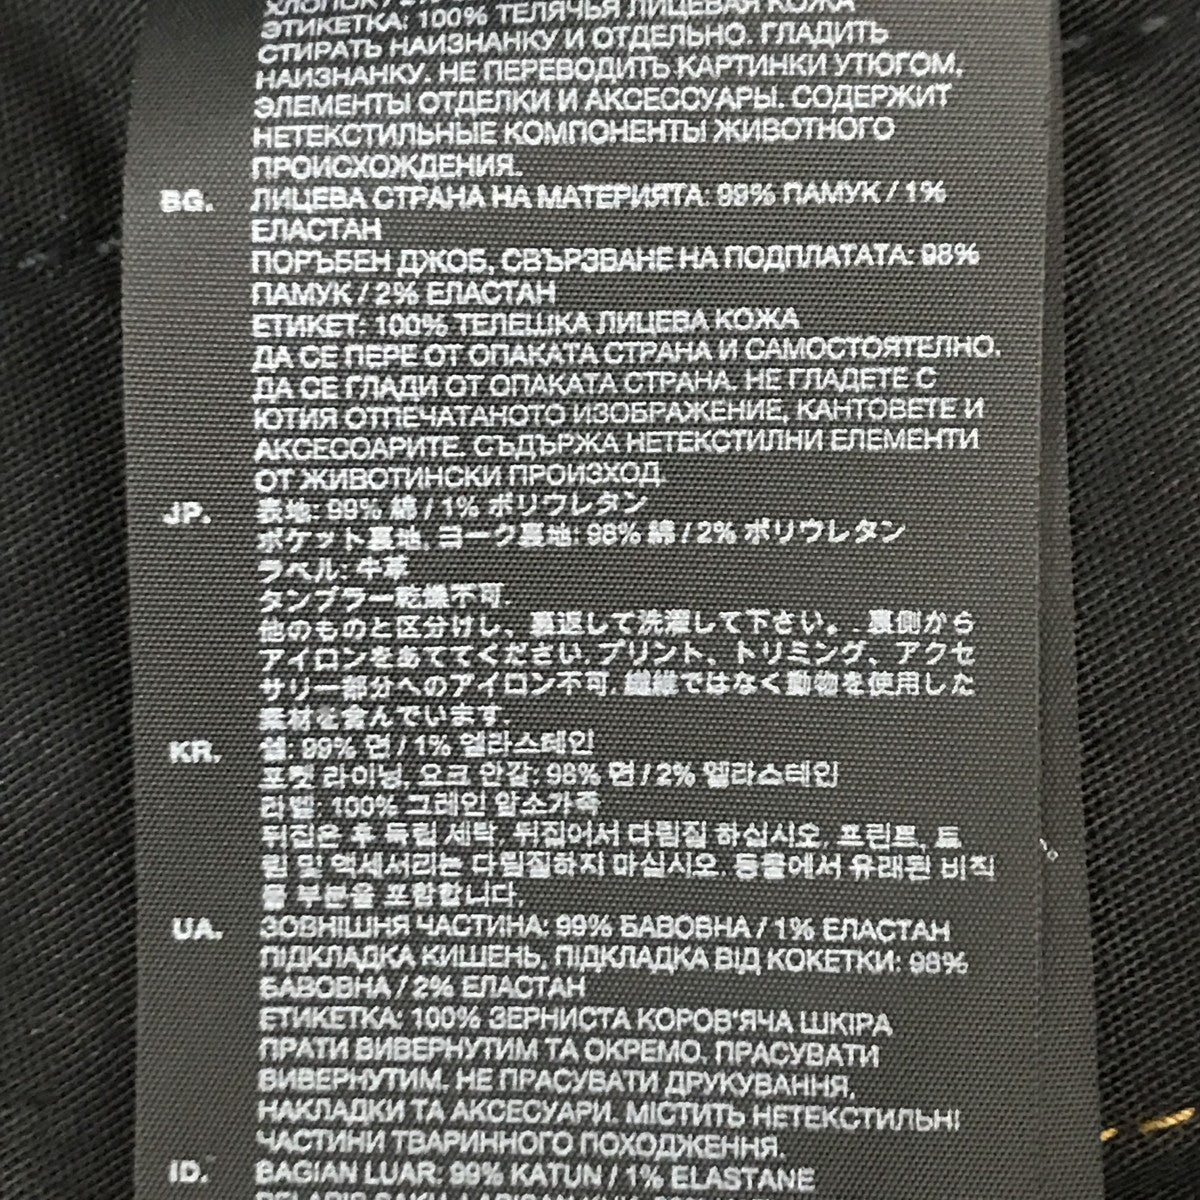 ЭТИКЕТКА: 100% ТЕЛЯЧЬЯ ЛИЦЕВАЯ КОЖА
СТИРАТЬ НАИЗНАНКУ И ОТДЕЛЬНО. ГЛАДИТЬ
НАИЗНАНКУ. НЕ ПЕРЕВОДИТЬ КАРТИНКИ УТЮГОМ,
ЭЛЕМЕНТЫ ОТДЕЛКИ И АКСЕССУАРЫ. СОДЕРЖИТ
НЕТЕКСТИЛЬНЫЕ КОМПОНЕНТЫ ЖИВОТНОГО
ПРОИСХОЖДЕНИЯ.
BG. ЛИЦЕВА СТРАНА НА МАТЕРИЯТА: 99% ПАМУК / 1%
ЕЛАСТАН
ПОРЪБЕН ДЖОБ, СВЪРЗВАНЕ НА ПОДПЛАТАТА: 98%
ПАМУК / 2% ЕЛАСТАН
ЕТИКЕТ: 100% ТЕЛЕШКА ЛИЦЕВА КОЖА
ДА СЕ ПЕРЕ ОТ ОПАКАТА СТРАНА И САМОСТОЯТЕЛНО.
ДА СЕ ГЛАДИ ОТ ОПАКАТА СТРАНА. НЕ ГЛАДЕТЕ С
ЮТИЯ ОТПЕЧАТАНОТО ИЗОБРАЖЕНИЕ, КАНТОВЕТЕ И
АКСЕСОАРИТЕ. СЪДЪРЖА НЕТЕКСТИЛНИ ЕЛЕМЕНТИ
ОТ ЖИВОТИНСКИ ПРОИЗХОД.
JP. 表地: 99% 綿 / 1% ポリウレタン
ポケット裏地, ヨーク裏地: 98% 綿 / 2% ポリウレタン
ラベル: 牛革
タンブラー乾燥不可.
他のものと区分けし、裏返して洗濯して下さい。 裏側から
アイロンをあててください. プリント、トリミング、アクセ
サリー部分へのアイロン不可. 繊維ではなく動物を使用した
素材を含んでいます.
KR. 쉘: 99% 면 / 1% 엘라스테인
포켓 라이닝, 요크 안감: 98% 면 / 2% 엘라스테인
라벨: 100% 그레인 암소가죽
뒤집은 후 독립 세탁. 뒤집어서 다림질 하십시오. 프린트, 트
림 및 액세서리는 다림질하지 마십시오. 동물에서 유래된 비직
물 부분을 포함합니다.
UA. ЗОВНІШНЯ ЧАСТИНА: 99% БАВОВНА / 1% ЕЛАСТАН
ПІДКЛАДКА КИШЕНЬ, ПІДКЛАДКА ВІД КОКЕТКИ: 98%
БАВОВНА / 2% ЕЛАСТАН
ЕТИКЕТКА: 100% ЗЕРНИСТА КОРОВ'ЯЧА ШКІРА
ПРАТИ ВИВЕРНУТИМ ТА ОКРЕМО. ПРАСУВАТИ
ВИВЕРНУТИМ. НЕ ПРАСУВАТИ ДРУКУВАННЯ,
НАКЛАДКИ ТА АКСЕСУАРИ. МІСТИТЬ НЕТЕКСТИЛЬНІ
ЧАСТИНИ ТВАРИННОГО ПОХОДЖЕННЯ.
ID. BAGIAN LUAR: 99% KATUN / 1% ELASTANE